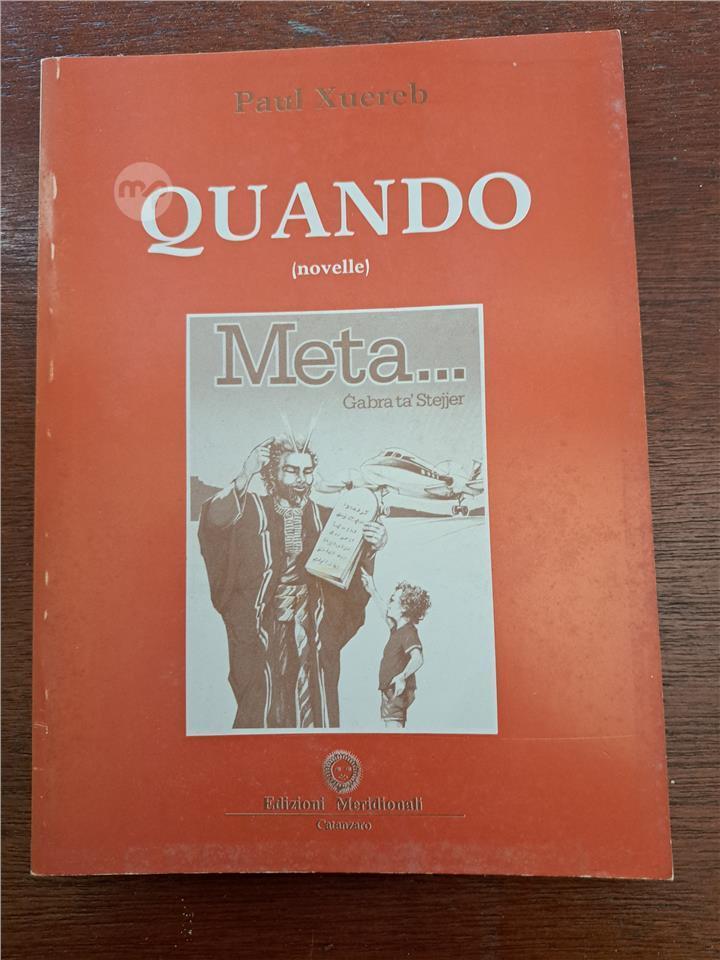 Paul Xuereb
QUANDO
(novelle)
Meta...
Ġabra ta' Stejjer
Edizioni Meridionali
Catanzaro